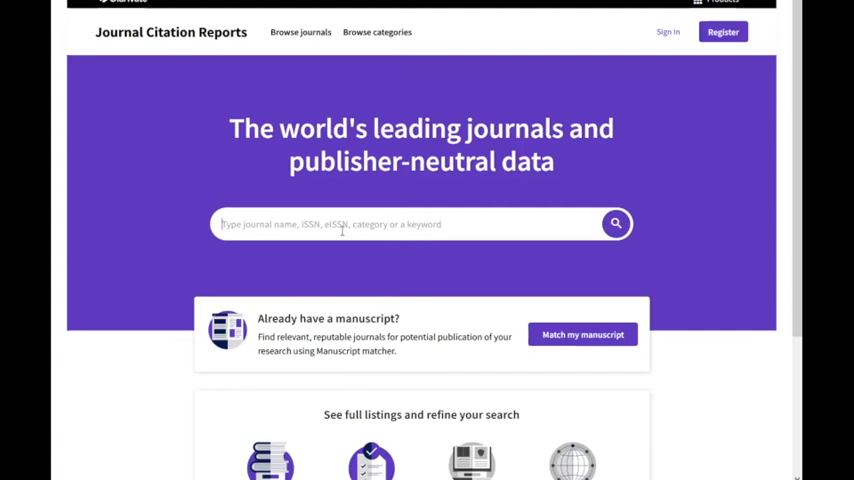 Clarivate
Products
Journal Citation Reports
Browse journals
Browse categories
Sign In
Register
The world's leading journals and
publisher-neutral data
Type journal name, ISSN, eISSN, category or a keyword
Already have a manuscript?
Find relevant, reputable journals for potential publication of your
research using Manuscript matcher.
Match my manuscript
See full listings and refine your search